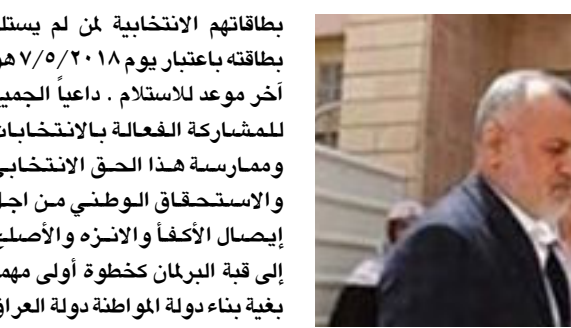 بطاقاتهم الانتخابية لمن لم يستلم
بطاقته باعتبار يوم ٧/٥/٢٠١٨ هو
آخر موعد للاستلام . داعياً الجميع
للمشاركة الفعالة بالانتخابات
وممارسة هذا الحق الانتخابي
والاستحقاق الوطني من اجل
إيصال الأكفأ والانزه والأصلح
إلى قبة البرلمان كخطوة أولى مهمة
بغية بناء دولة المواطنة دولة العراق